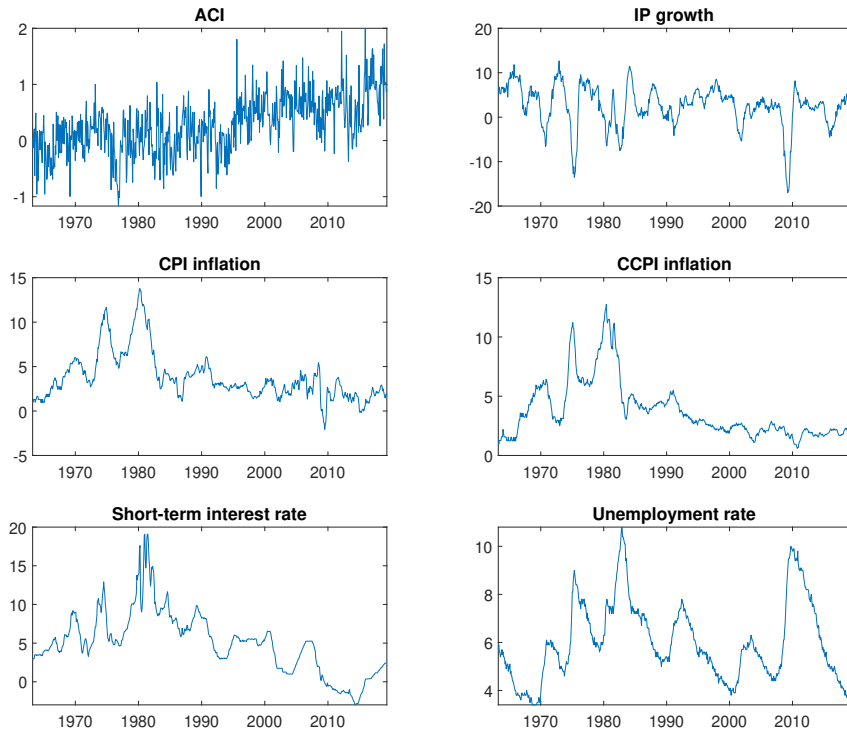 ACI
2
1
0
-1
1970 1980 1990 2000 2010
IP growth
20
10
0
-10
-20
1970 1980 1990 2000 2010
CPI inflation
15
10
5
0
-5
1970 1980 1990 2000 2010
CCPI inflation
15
10
5
0
1970 1980 1990 2000 2010
Short-term interest rate
20
15
10
5
0
1970 1980 1990 2000 2010
Unemployment rate
10
8
6
4
1970 1980 1990 2000 2010